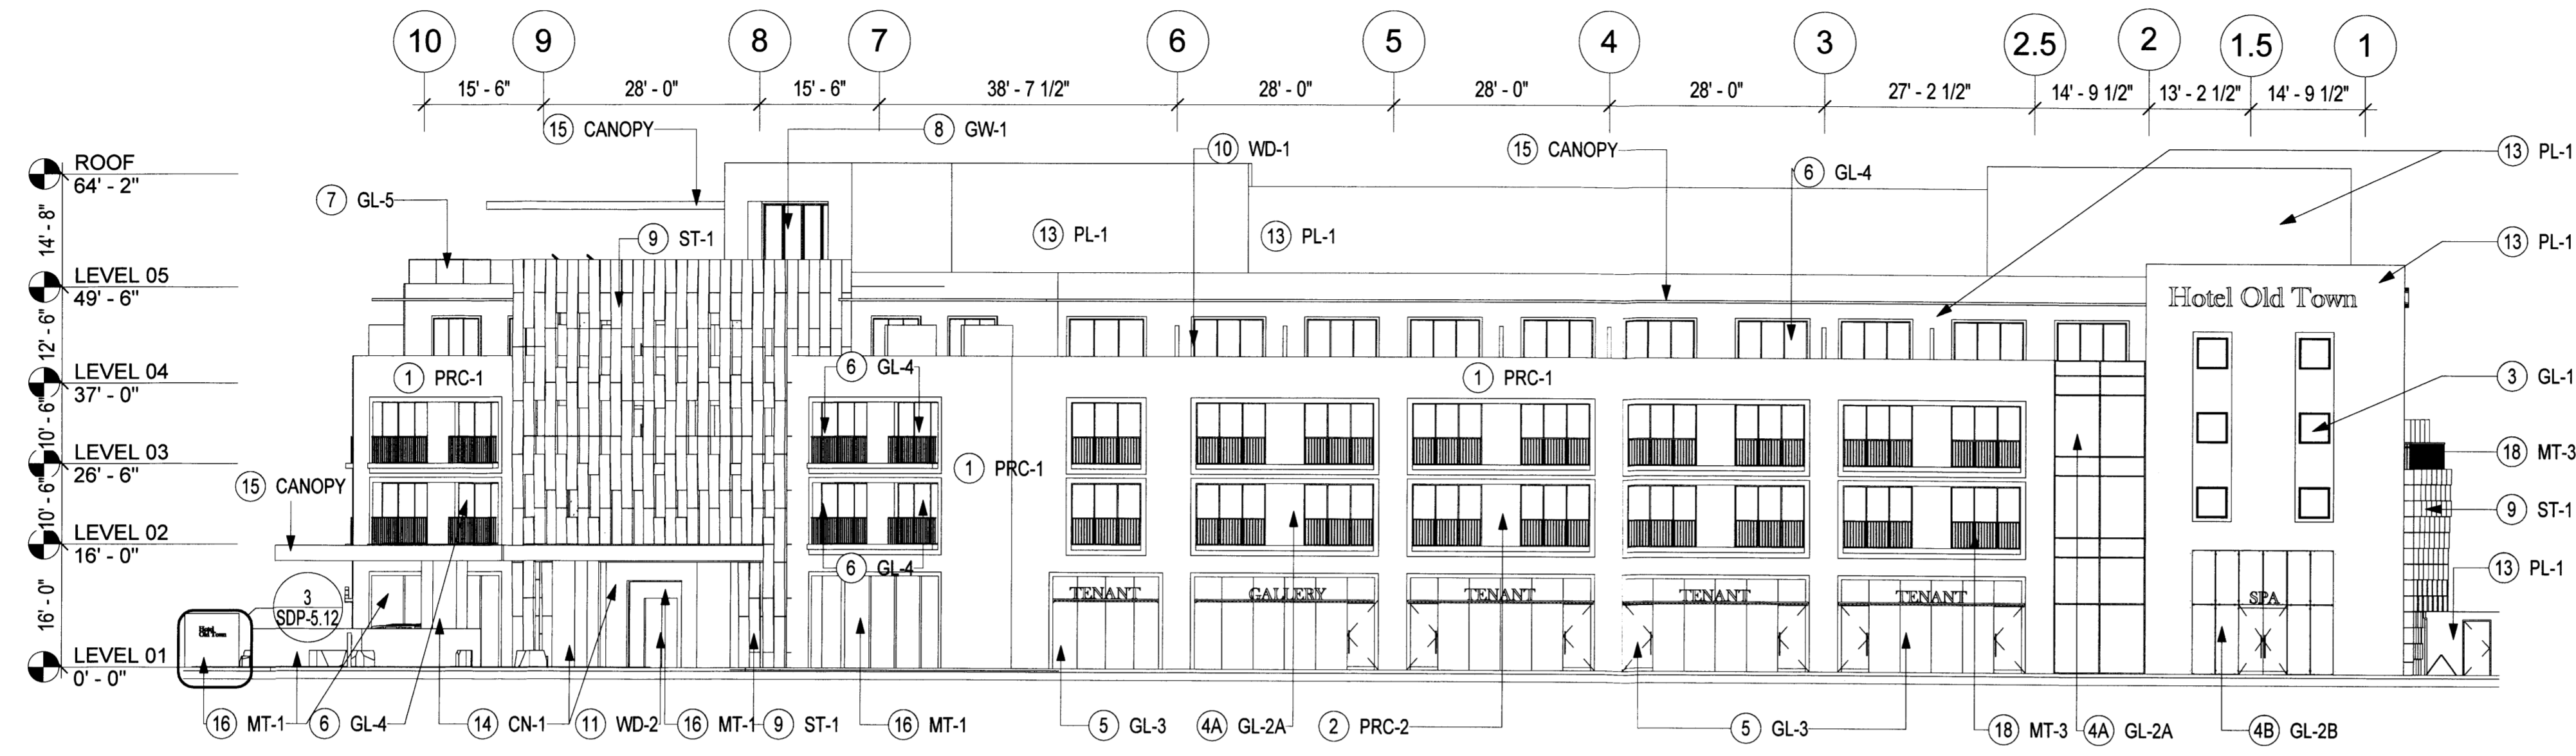 10 9 8 7 6 5 4 3 2.5 2 1.5 1
15' - 6" 28' - 0" 15' - 6" 38' - 7 1/2" 28' - 0" 28' - 0" 28' - 0" 27' - 2 1/2" 14' - 9 1/2" 13' - 2 1/2" 14' - 9 1/2"
15 CANOPY
8 GW-1
10 WD-1
15 CANOPY
13 PL-1
ROOF
64' - 2"
6 GL-4
7 GL-5
14' - 8"
9 ST-1
13 PL-1
13 PL-1
13 PL-1
LEVEL 05
49' - 6"
Hotel Old Town
12' - 6"
LEVEL 04
37' - 0"
1 PRC-1
6 GL-4
1 PRC-1
3 GL-1
10' - 6"
LEVEL 03
26' - 6"
1 PRC-1
18 MT-3
15 CANOPY
10' - 6"
9 ST-1
LEVEL 02
16' - 0"
6 GL-4
13 PL-1
16' - 0"
3
SDP-5.12
TENANT GALLERY TENANT TENANT TENANT SPA
Hotel
Old Town
LEVEL 01
0' - 0"
16 MT-1 6 GL-4 14 CN-1 11 WD-2 16 MT-1 9 ST-1 16 MT-1 5 GL-3 4A GL-2A 2 PRC-2 5 GL-3 18 MT-3 4A GL-2A 4B GL-2B